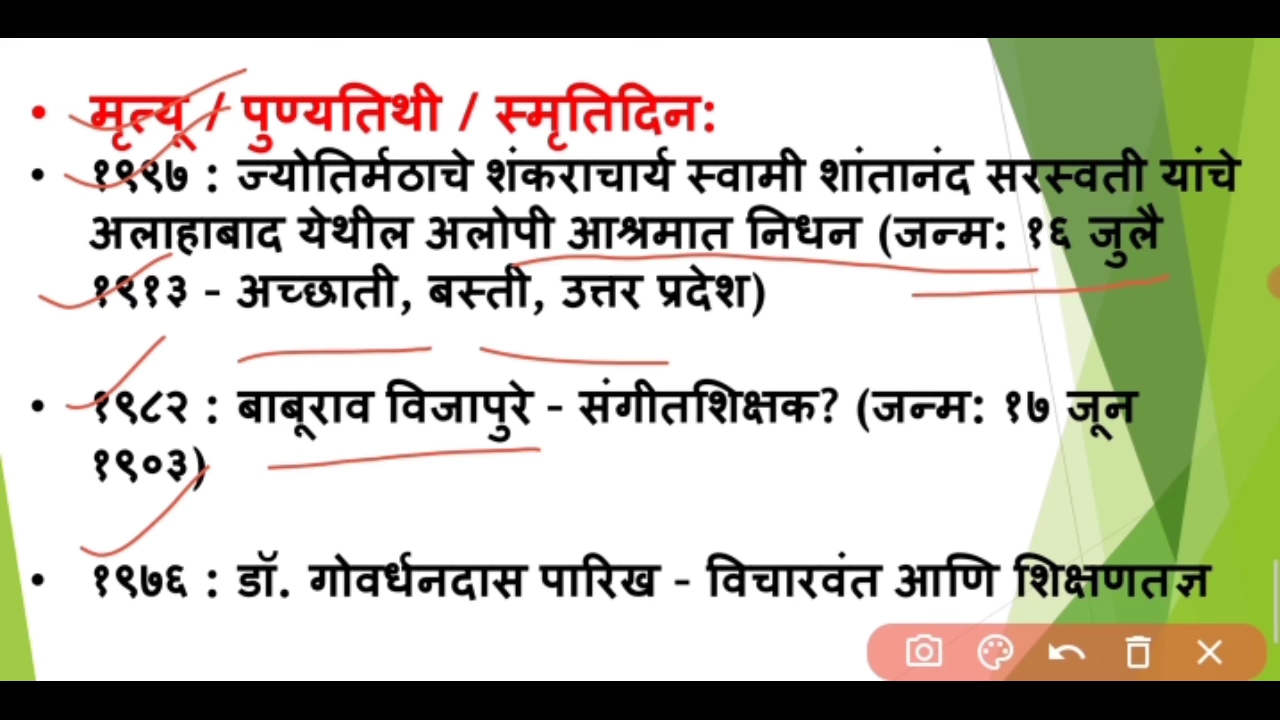 • मृत्यू / पुण्यतिथी / स्मृतिदिन:
• १९९७ : ज्योतिर्मठाचे शंकराचार्य स्वामी शांतानंद सरस्वती यांचे
अलाहाबाद येथील अलोपी आश्रमात निधन (जन्म: १६ जुलै
१९१३ - अच्छाती, बस्ती, उत्तर प्रदेश)
• १९८२ : बाबूराव विजापुरे - संगीतशिक्षक? (जन्म: १७ जून
१९०३)
• १९७६ : डॉ. गोवर्धनदास पारिख - विचारवंत आणि शिक्षणतज्ञ